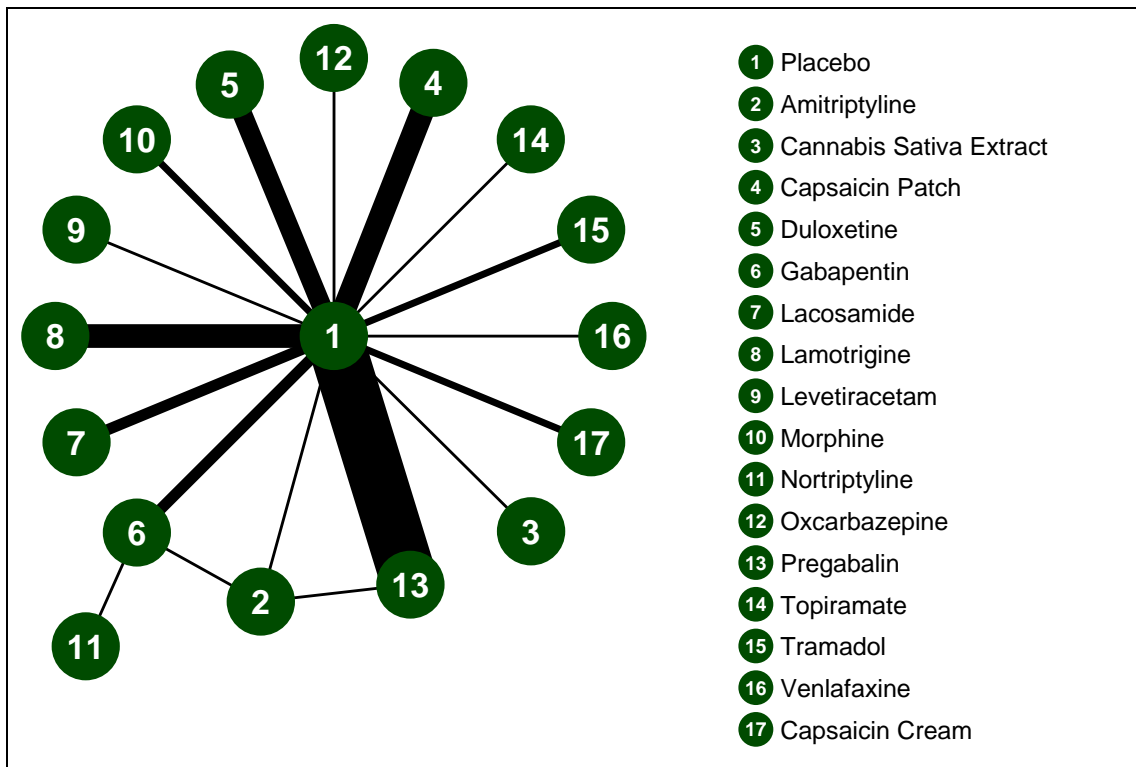 12
5
4
10
14
9
15
8
1
16
7
17
6
3
13
2
11
1 Placebo
2 Amitriptyline
3 Cannabis Sativa Extract
4 Capsaicin Patch
5 Duloxetine
6 Gabapentin
7 Lacosamide
8 Lamotrigine
9 Levetiracetam
10 Morphine
11 Nortriptyline
12 Oxcarbazepine
13 Pregabalin
14 Topiramate
15 Tramadol
16 Venlafaxine
17 Capsaicin Cream